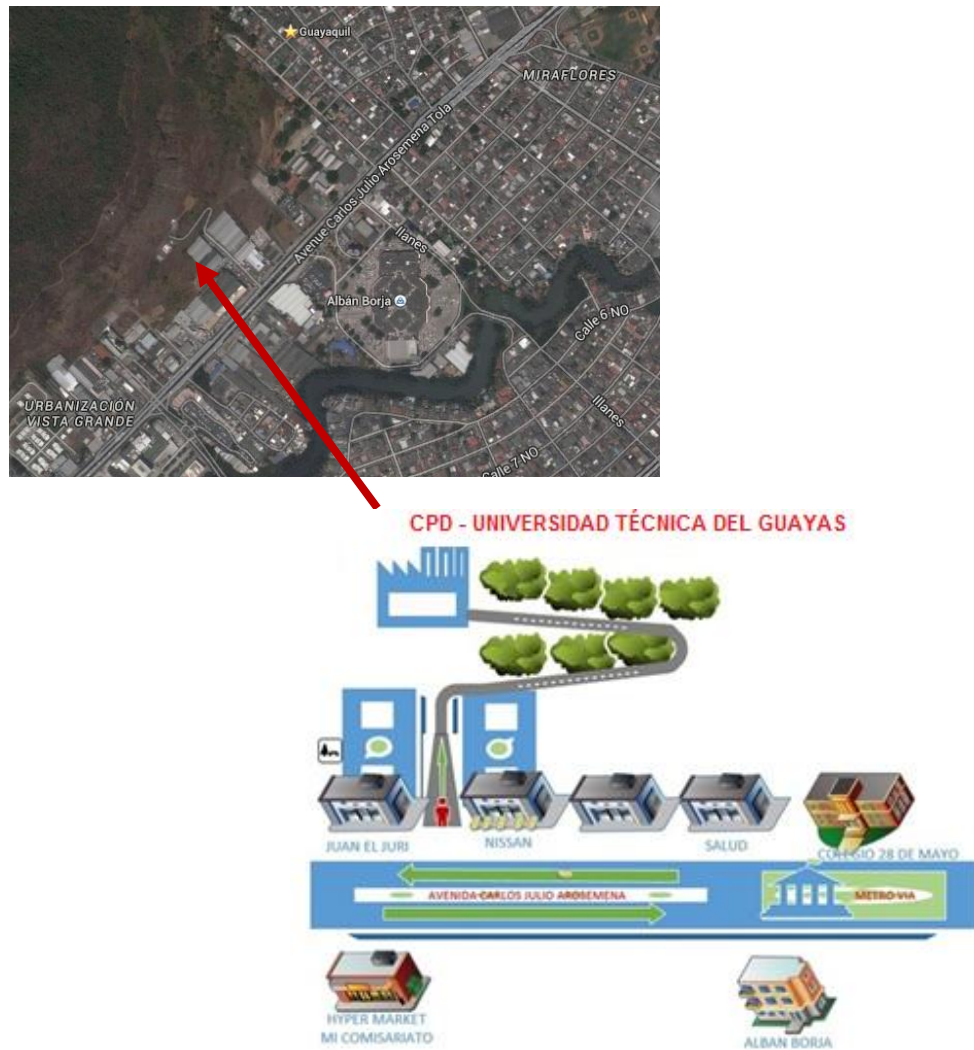 Guayaquil
MIRAFLORES
Avenue Carlos Julio Arosemena Tola
Ilanes
Albán Borja
Calle 6 NO
URBANIZACIÓN
VISTA GRANDE
Illanes
Calle 7 NO
CPD - UNIVERSIDAD TÉCNICA DEL GUAYAS
JUAN EL JURI
NISSAN
SALUD
COLEGIO 28 DE MAYO
AVENIDA CARLOS JULIO AROSEMENA
METRO VIA
HYPER MARKET
MI COMISARIATO
ALBAN BORJA